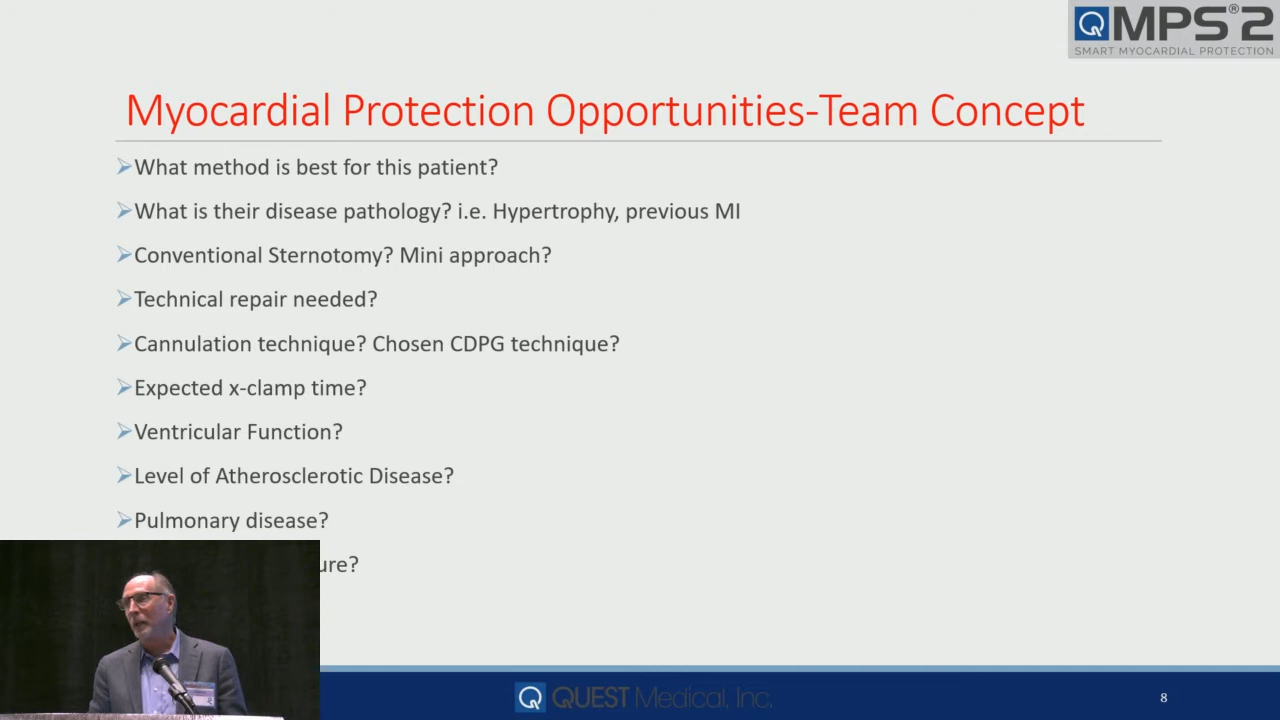 QMPS®2
SMART MYOCARDIAL PROTECTION
Myocardial Protection Opportunities-Team Concept
What method is best for this patient?
What is their disease pathology? i.e. Hypertrophy, previous MI
Conventional Sternotomy? Mini approach?
Technical repair needed?
Cannulation technique? Chosen CDPG technique?
Expected x-clamp time?
Ventricular Function?
Level of Atherosclerotic Disease?
Pulmonary disease?
ure?
Q QUEST Medical, Inc.
8